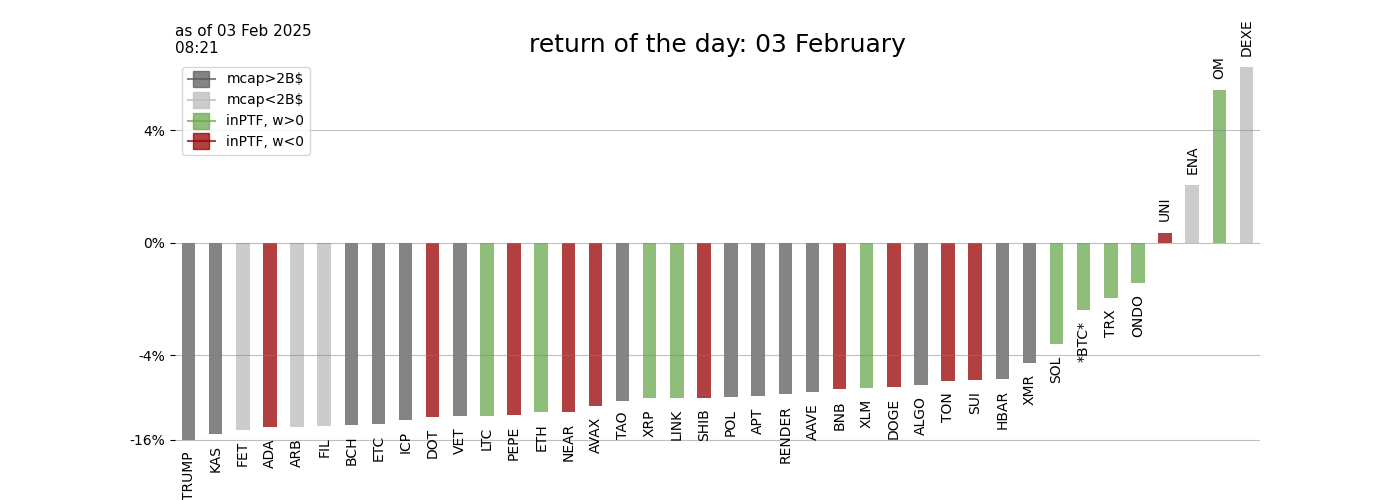 as of 03 Feb 2025
08:21
return of the day: 03 February
mcap>2B$
mcap<2B$
inPTF, w>0
inPTF, w<0
4%
0%
-4%
-16%
TRUMP
KAS
FET
ADA
ARB
FIL
BCH
ETC
ICP
DOT
VET
LTC
PEPE
ETH
NEAR
AVAX
TAO
XRP
LINK
SHIB
POL
APT
RENDER
AAVE
BNB
XLM
DOGE
ALGO
TON
SUI
HBAR
XMR
SOL
*BTC*
TRX
ONDO
UNI
ENA
OM
DEXE